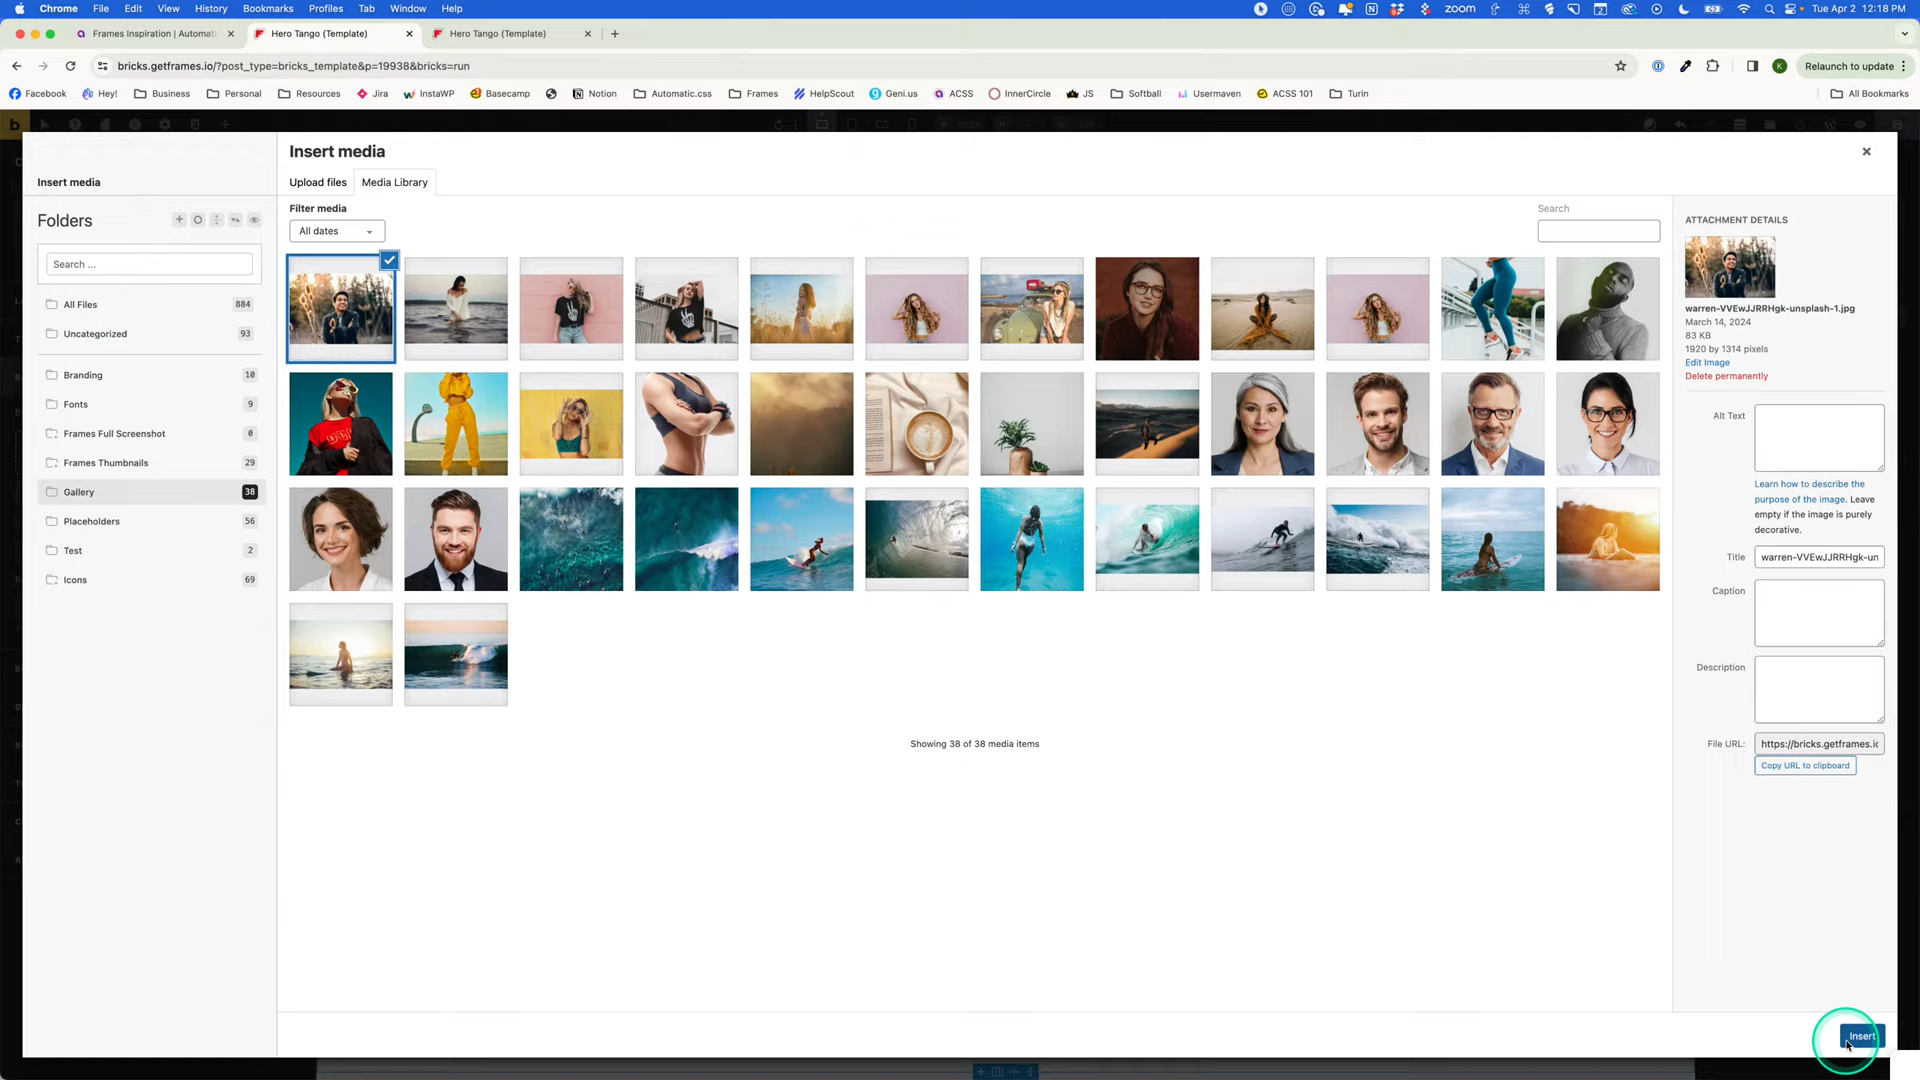 Chrome File Edit View History Bookmarks Profiles Tab Window Help zoom Tue Apr 2 12:18 PM
Frames Inspiration | Automat Hero Tango (Template) Hero Tango (Template)
bricks.getframes.io/?post_type=bricks_template&p=19938&bricks=run Relaunch to update
Facebook Hey! Business Personal Resources Jira InstaWP Basecamp Notion Automatic.css Frames HelpScout Geni.us ACSS InnerCircle JS Softball Usermaven ACSS 101 Turin All Bookmarks
Insert media
Insert media
Upload files Media Library
Folders
Search ...
All Files 884
Uncategorized 93
Branding 10
Fonts 9
Frames Full Screenshot 0
Frames Thumbnails 29
Gallery 38
Placeholders 56
Test 2
Icons 69
Filter media
All dates
Search
Showing 38 of 38 media items
ATTACHMENT DETAILS
warren-VVEwJJRRHgk-unsplash-1.jpg
March 14, 2024
83 KB
1920 by 1314 pixels
Edit Image
Delete permanently
Alt Text
Learn how to describe the
purpose of the image. Leave
empty if the image is purely
decorative.
Title warren-VVEwJJRRHgk-un
Caption
Description
File URL: https://bricks.getframes.io
Copy URL to clipboard
Insert